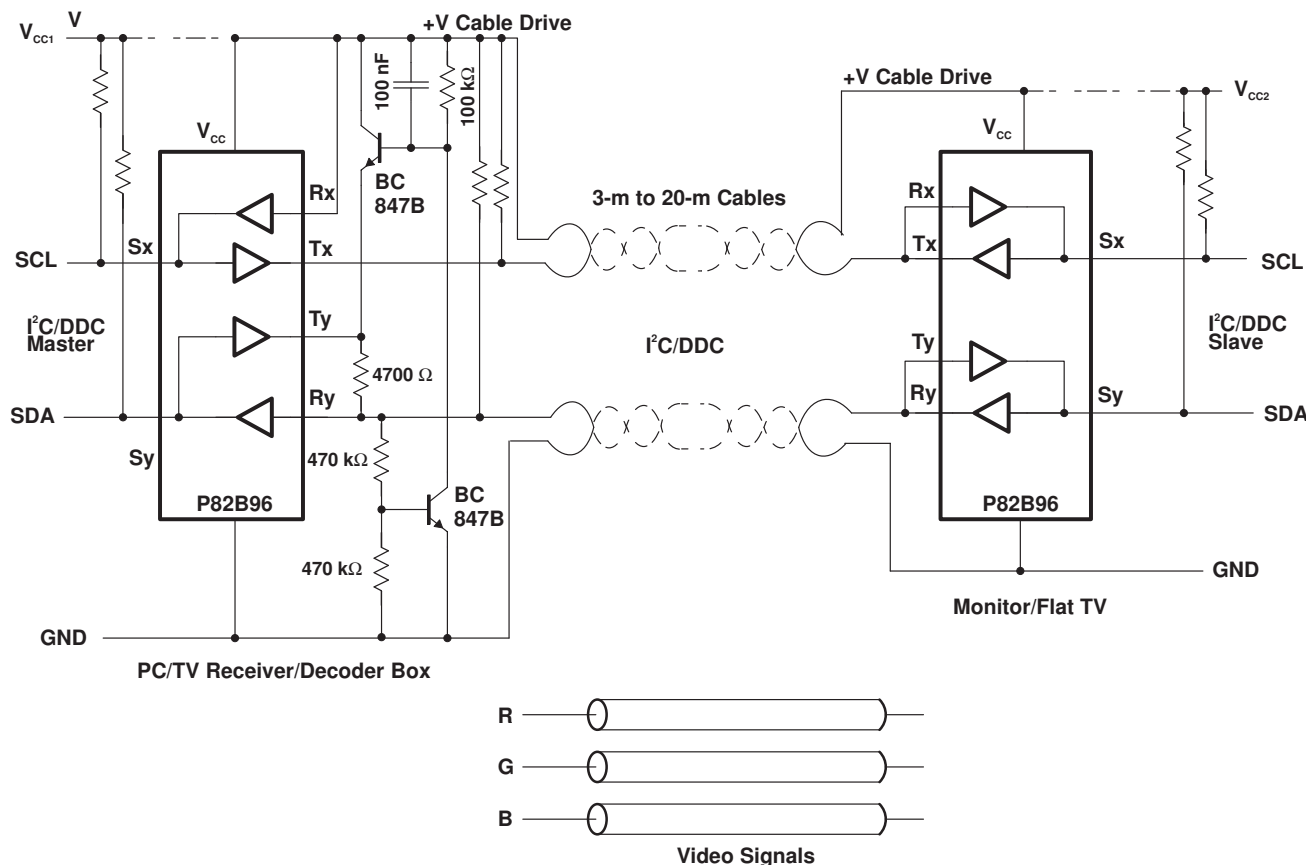 V
+V Cable Drive
VCC1
100 nF
100 kΩ
+V Cable Drive
VCC2
VCC
VCC
BC
847B
3-m to 20-m Cables
Rx
Rx
Sx
Tx
Tx
Sx
SCL
SCL
I²C/DDC
Master
Ty
I²C/DDC
I²C/DDC
Slave
Ty
4700 Ω
SDA
Ry
Ry
Sy
SDA
Sy
470 kΩ
BC
847B
P82B96
P82B96
470 kΩ
GND
Monitor/Flat TV
GND
PC/TV Receiver/Decoder Box
R
G
B
Video Signals